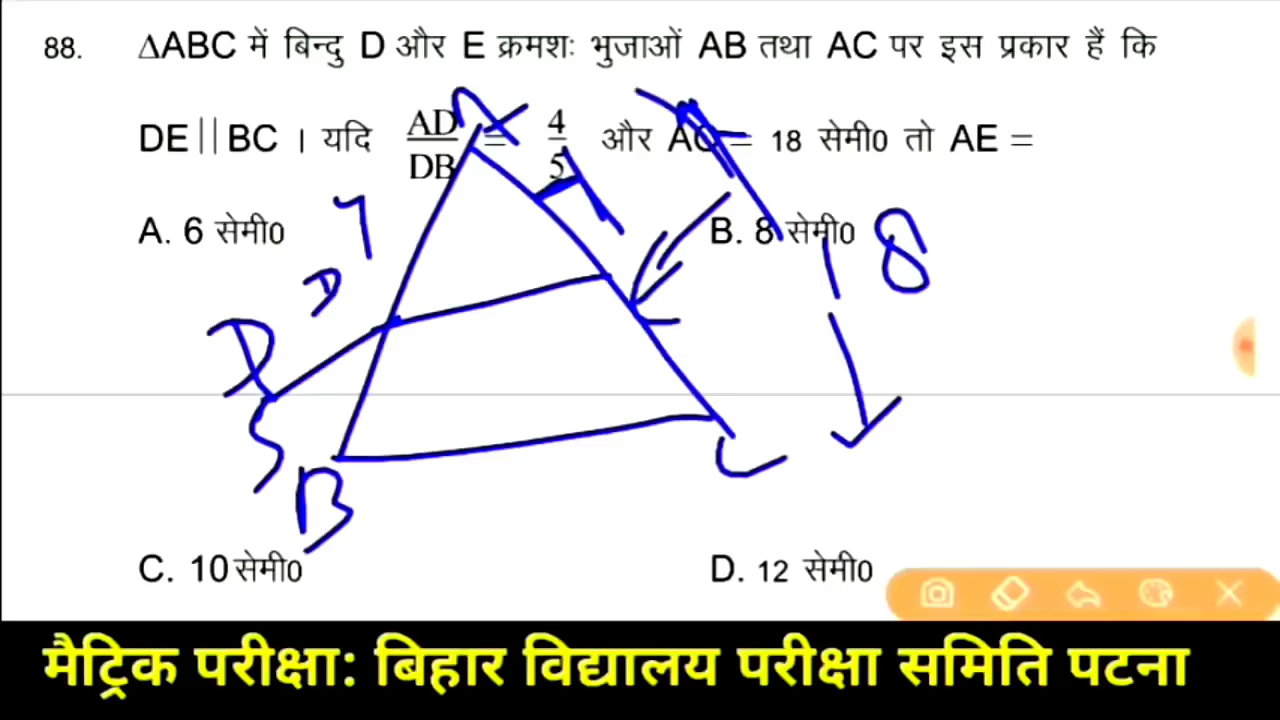 88. ΔABC में बिन्दु D और E क्रमशः भुजाओं AB तथा AC पर इस प्रकार हैं कि
DE||BC । यदि AD/DB = 4/5 और AC = 18 सेमी0 तो AE =
A. 6 सेमी0 B. 8 सेमी0
18
D
D
B
C
C. 10 सेमी0 D. 12 सेमी0
मैट्रिक परीक्षा: बिहार विद्यालय परीक्षा समिति पटना